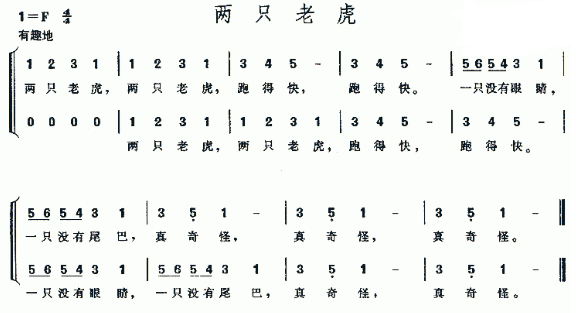 两只老虎
1=F 4/4
有趣地
1 2 3 1 | 1 2 3 1 | 3 4 5 - | 3 4 5 - | 5 6 5 4 3 1 |
两只老虎, 两只老虎, 跑得快, 跑得快。 一只没有眼睛,
0 0 0 0 | 1 2 3 1 | 1 2 3 1 | 3 4 5 - | 3 4 5 - |
两只老虎, 两只老虎, 跑得快, 跑得快。
5 6 5 4 3 1 | 3 5 1 - | 3 5 1 - | 3 5 1 - ‖
一只没有尾巴, 真奇怪, 真奇怪, 真奇怪。
5 6 5 4 3 1 | 5 6 5 4 3 1 | 3 5 1 - | 3 5 1 - ‖
一只没有眼睛, 一只没有尾巴, 真奇怪, 真奇怪。